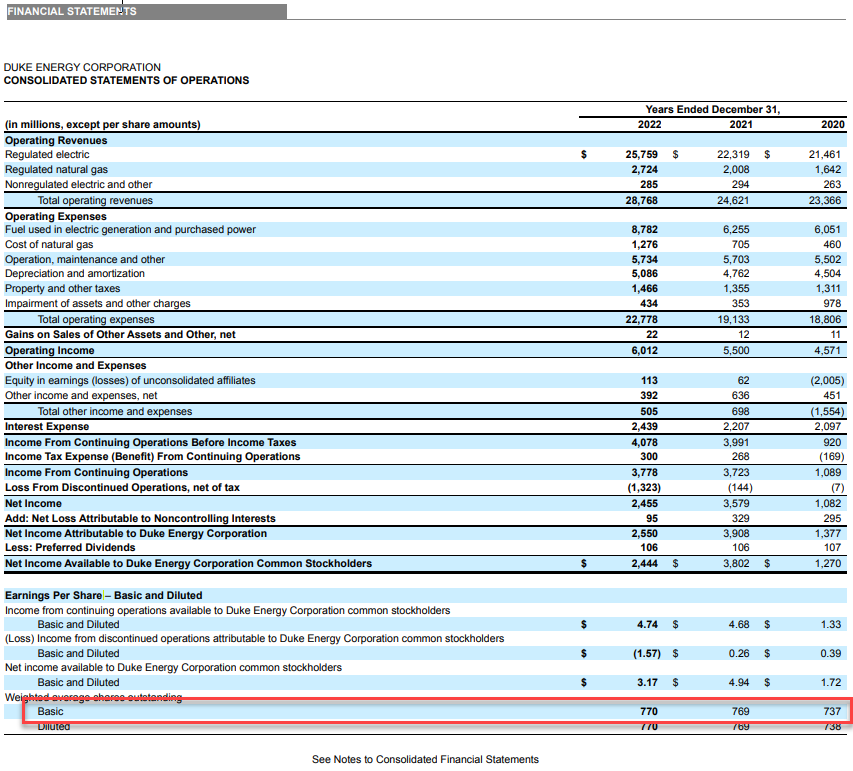 FINANCIAL STATEMENTS
DUKE ENERGY CORPORATION
CONSOLIDATED STATEMENTS OF OPERATIONS
Years Ended December 31,
(in millions, except per share amounts) 2022 2021 2020
Operating Revenues
Regulated electric $ 25,759 $ 22,319 $ 21,461
Regulated natural gas 2,724 2,008 1,642
Nonregulated electric and other 285 294 263
Total operating revenues 28,768 24,621 23,366
Operating Expenses
Fuel used in electric generation and purchased power 8,782 6,255 6,051
Cost of natural gas 1,276 705 460
Operation, maintenance and other 5,734 5,703 5,502
Depreciation and amortization 5,086 4,762 4,504
Property and other taxes 1,466 1,355 1,311
Impairment of assets and other charges 434 353 978
Total operating expenses 22,778 19,133 18,806
Gains on Sales of Other Assets and Other, net 22 12 11
Operating Income 6,012 5,500 4,571
Other Income and Expenses
Equity in earnings (losses) of unconsolidated affiliates 113 62 (2,005)
Other income and expenses, net 392 636 451
Total other income and expenses 505 698 (1,554)
Interest Expense 2,439 2,207 2,097
Income From Continuing Operations Before Income Taxes 4,078 3,991 920
Income Tax Expense (Benefit) From Continuing Operations 300 268 (169)
Income From Continuing Operations 3,778 3,723 1,089
Loss From Discontinued Operations, net of tax (1,323) (144) (7)
Net Income 2,455 3,579 1,082
Add: Net Loss Attributable to Noncontrolling Interests 95 329 295
Net Income Attributable to Duke Energy Corporation 2,550 3,908 1,377
Less: Preferred Dividends 106 106 107
Net Income Available to Duke Energy Corporation Common Stockholders $ 2,444 $ 3,802 $ 1,270
Earnings Per Share – Basic and Diluted
Income from continuing operations available to Duke Energy Corporation common stockholders
Basic and Diluted $ 4.74 $ 4.68 $ 1.33
(Loss) Income from discontinued operations attributable to Duke Energy Corporation common stockholders
Basic and Diluted $ (1.57) $ 0.26 $ 0.39
Net income available to Duke Energy Corporation common stockholders
Basic and Diluted $ 3.17 $ 4.94 $ 1.72
Weighted average shares outstanding
Basic 770 769 737
Diluted 770 769 738
See Notes to Consolidated Financial Statements